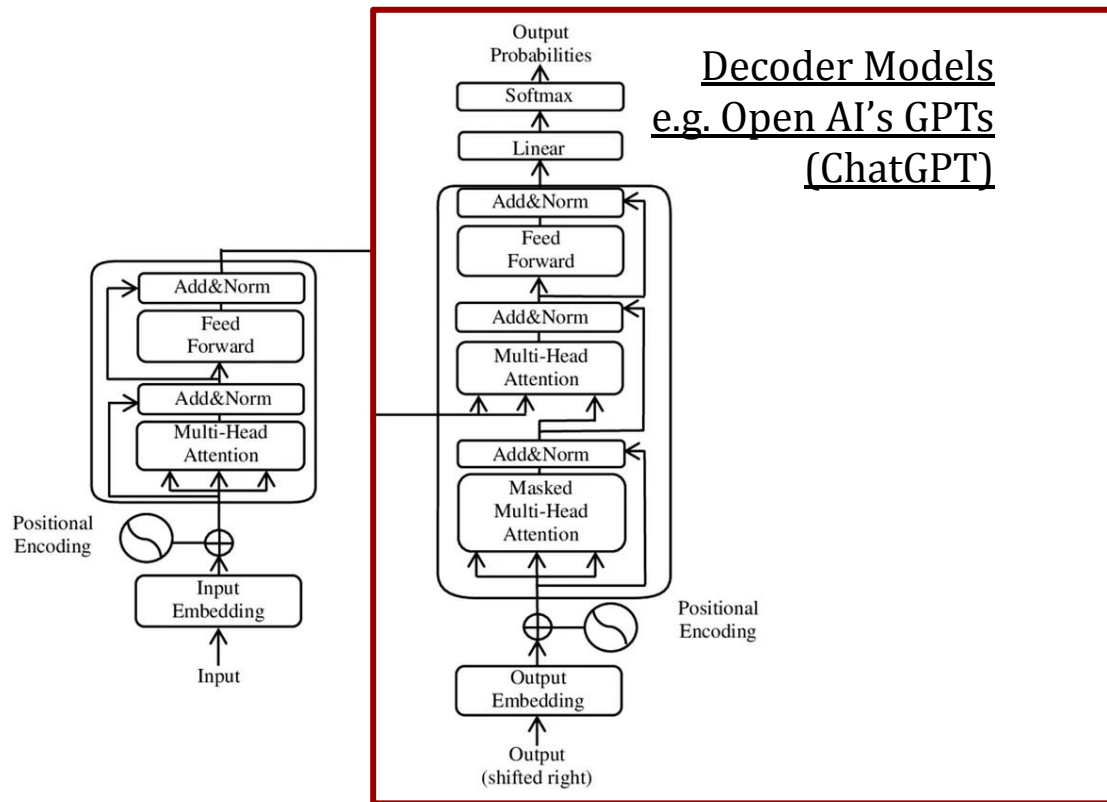 Decoder Models
e.g. Open AI's GPTs
(ChatGPT)
Output
Probabilities
Softmax
Linear
Add&Norm
Feed
Forward
Add&Norm
Multi-Head
Attention
Add&Norm
Masked
Multi-Head
Attention
Positional
Encoding
Output
Embedding
Output
(shifted right)
Add&Norm
Feed
Forward
Add&Norm
Multi-Head
Attention
Positional
Encoding
Input
Embedding
Input